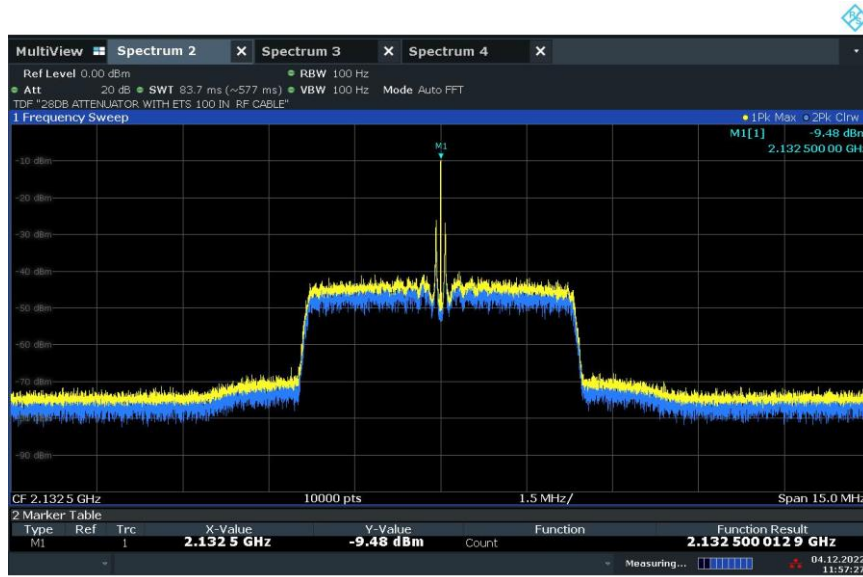 MultiView Spectrum 2 X Spectrum 3 X Spectrum 4 X
Ref Level 0.00 dBm RBW 100 Hz
Att 20 dB SWT 83.7 ms (~577 ms) VBW 100 Hz Mode Auto FFT
TDF "28DB ATTENUATOR WITH ETS 100 IN RF CABLE"
1 Frequency Sweep 1Pk Max 2Pk Clrw
M1[1] -9.48 dBm
2.132 500 00 GH
M1
-10 dBm
-20 dBm
-30 dBm
-40 dBm
-50 dBm
-60 dBm
-70 dBm
-90 dBm
CF 2.132 5 GHz 10000 pts 1.5 MHz/ Span 15.0 MHz
2 Marker Table
Type Ref Trc X-Value Y-Value Function Function Result
M1 1 2.132 5 GHz -9.48 dBm Count 2.132 500 012 9 GHz
Measuring... 04.12.2022
11:57:27